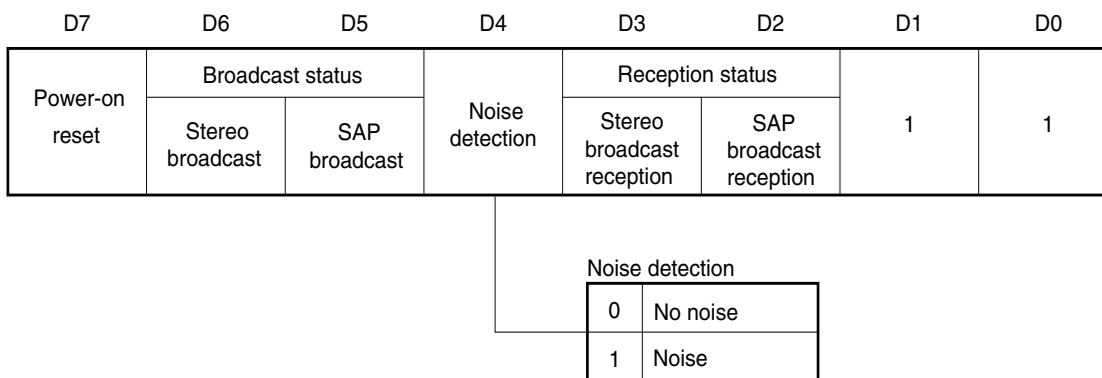 D7 D6 D5 D4 D3 D2 D1 D0
Power-on
reset
Broadcast status
Stereo
broadcast
SAP
broadcast
Noise
detection
Reception status
Stereo
broadcast
reception
SAP
broadcast
reception
1
1
Noise detection
0 No noise
1 Noise